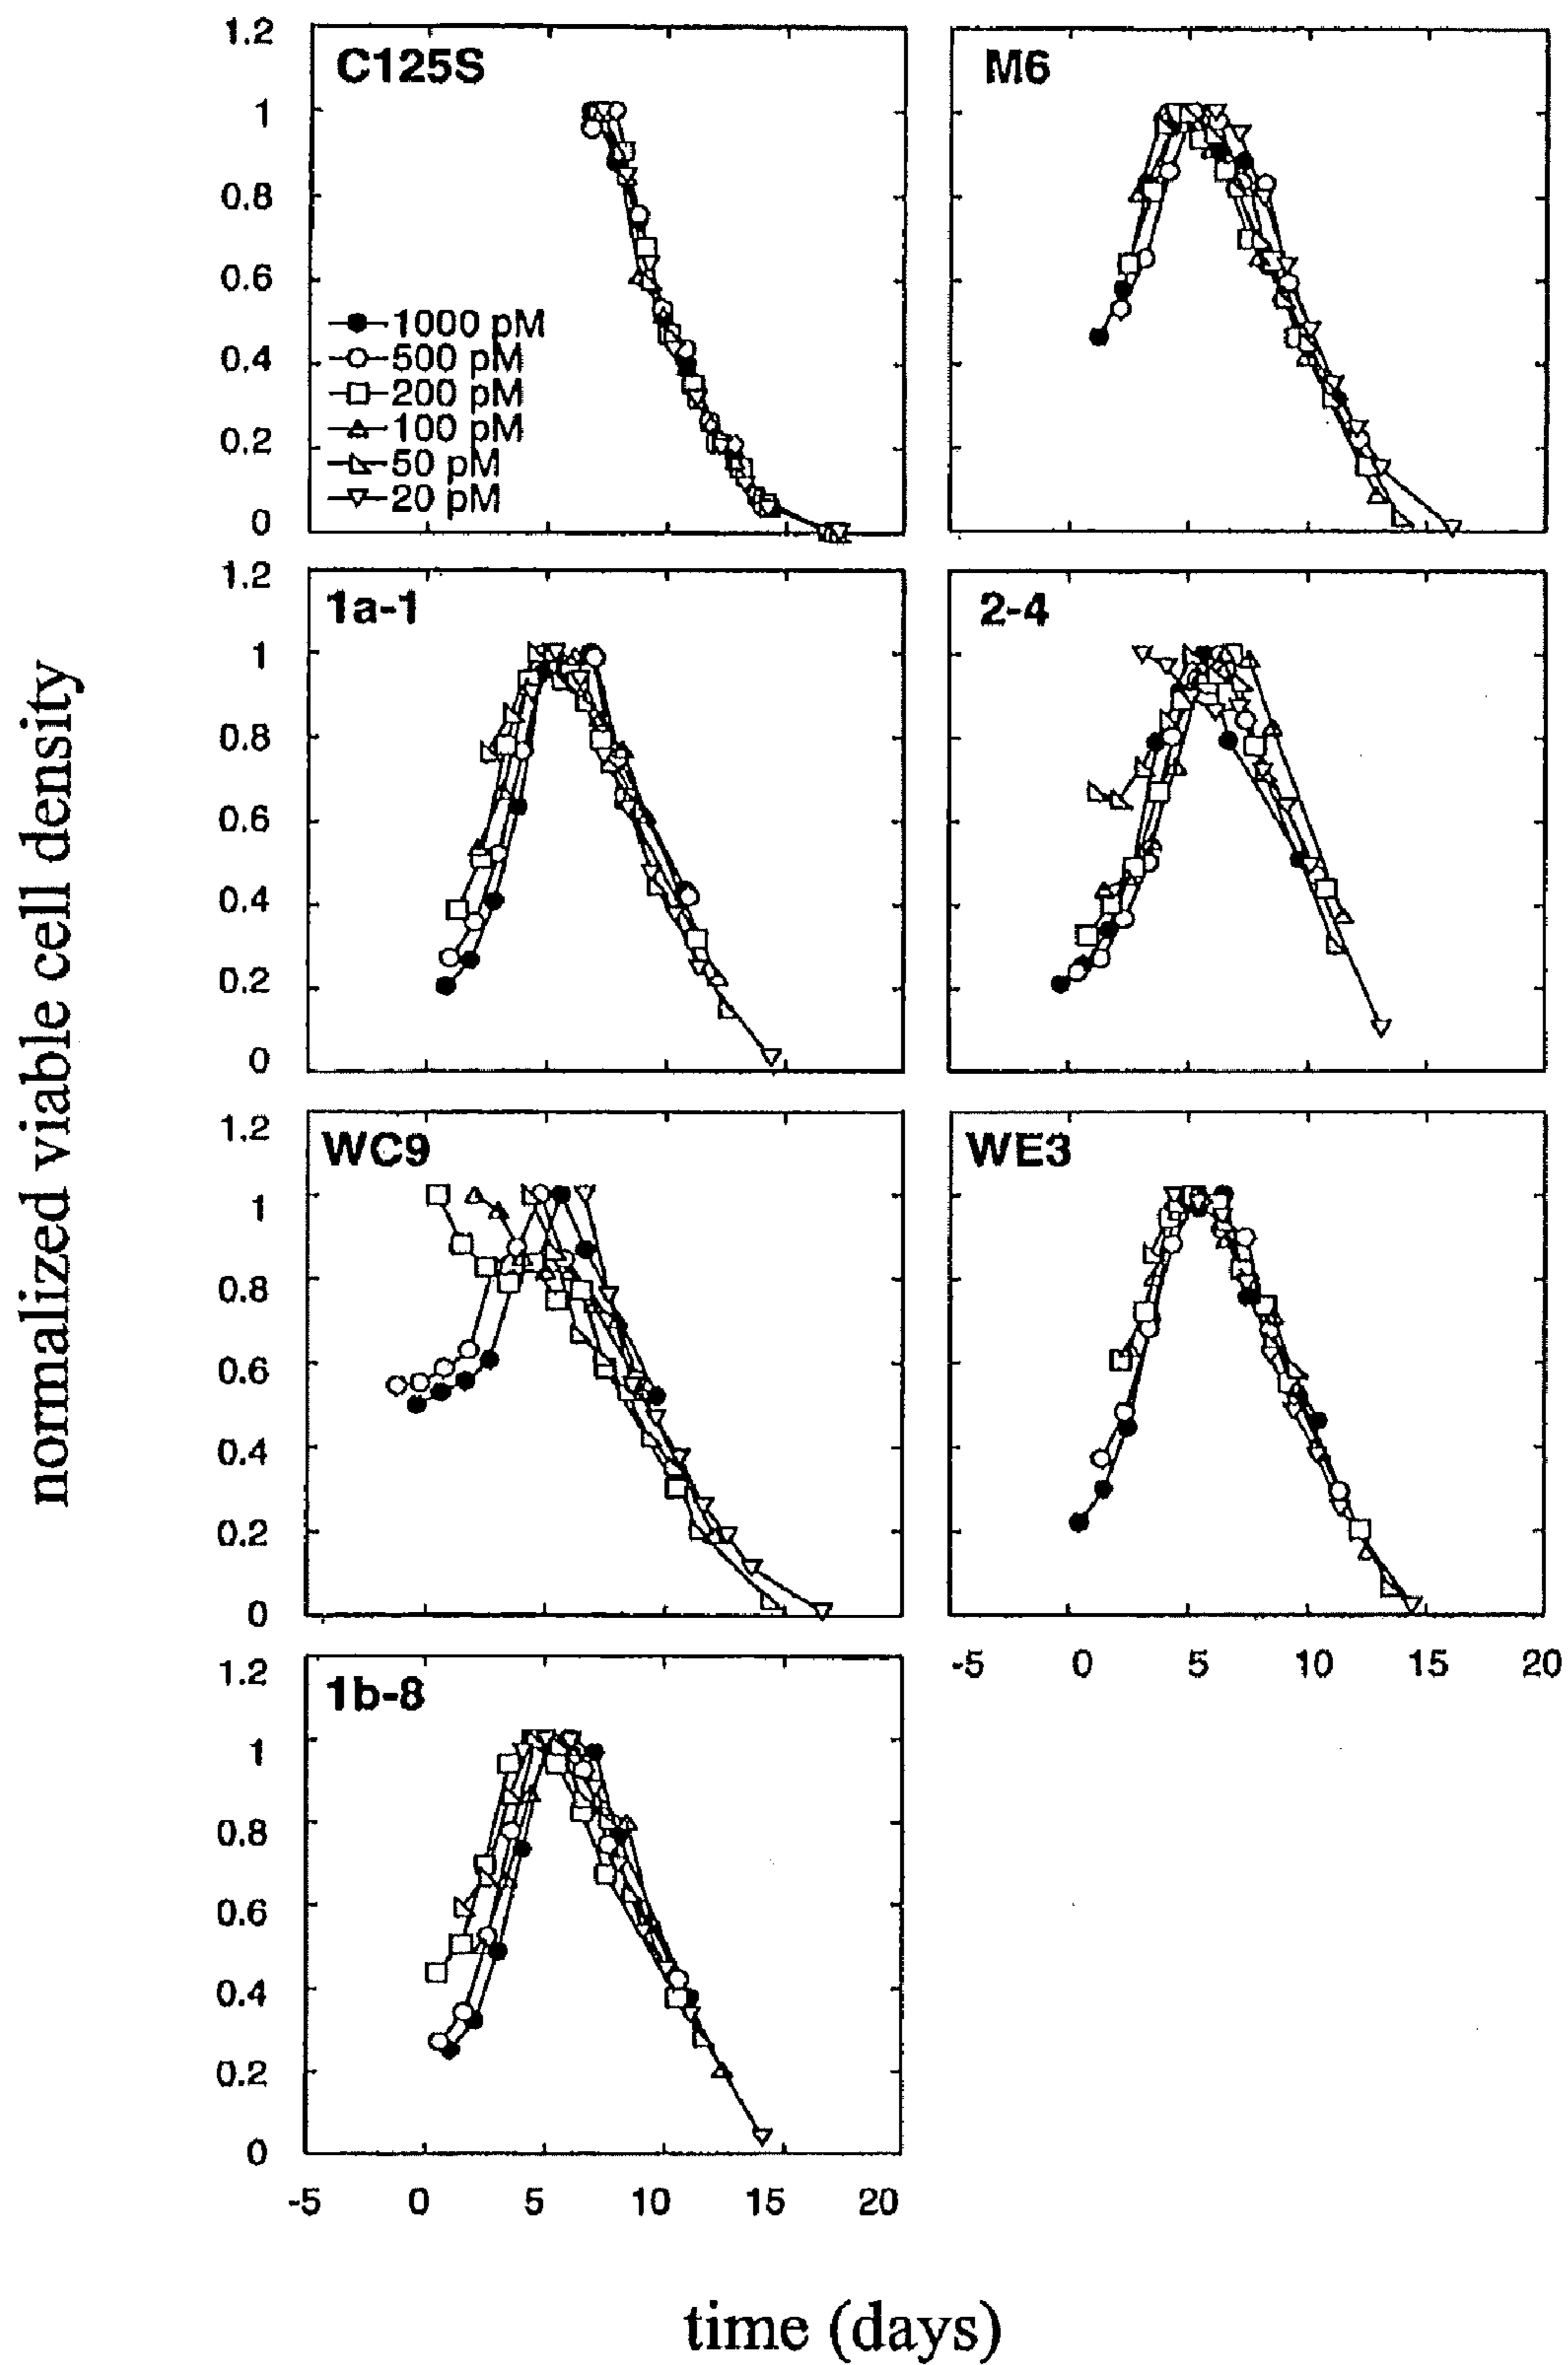 normalized viable cell density
C125S
1.2
1
0.8
0.6
0.4
0.2
0
1000 pM
500 pM
200 pM
100 pM
50 pM
20 pM
M6
1a-1
1.2
1
0.8
0.6
0.4
0.2
0
2-4
WC9
1.2
1
0.8
0.6
0.4
0.2
0
WE3
-5 0 5 10 15 20
1b-8
1.2
1
0.8
0.6
0.4
0.2
0
-5 0 5 10 15 20
time (days)